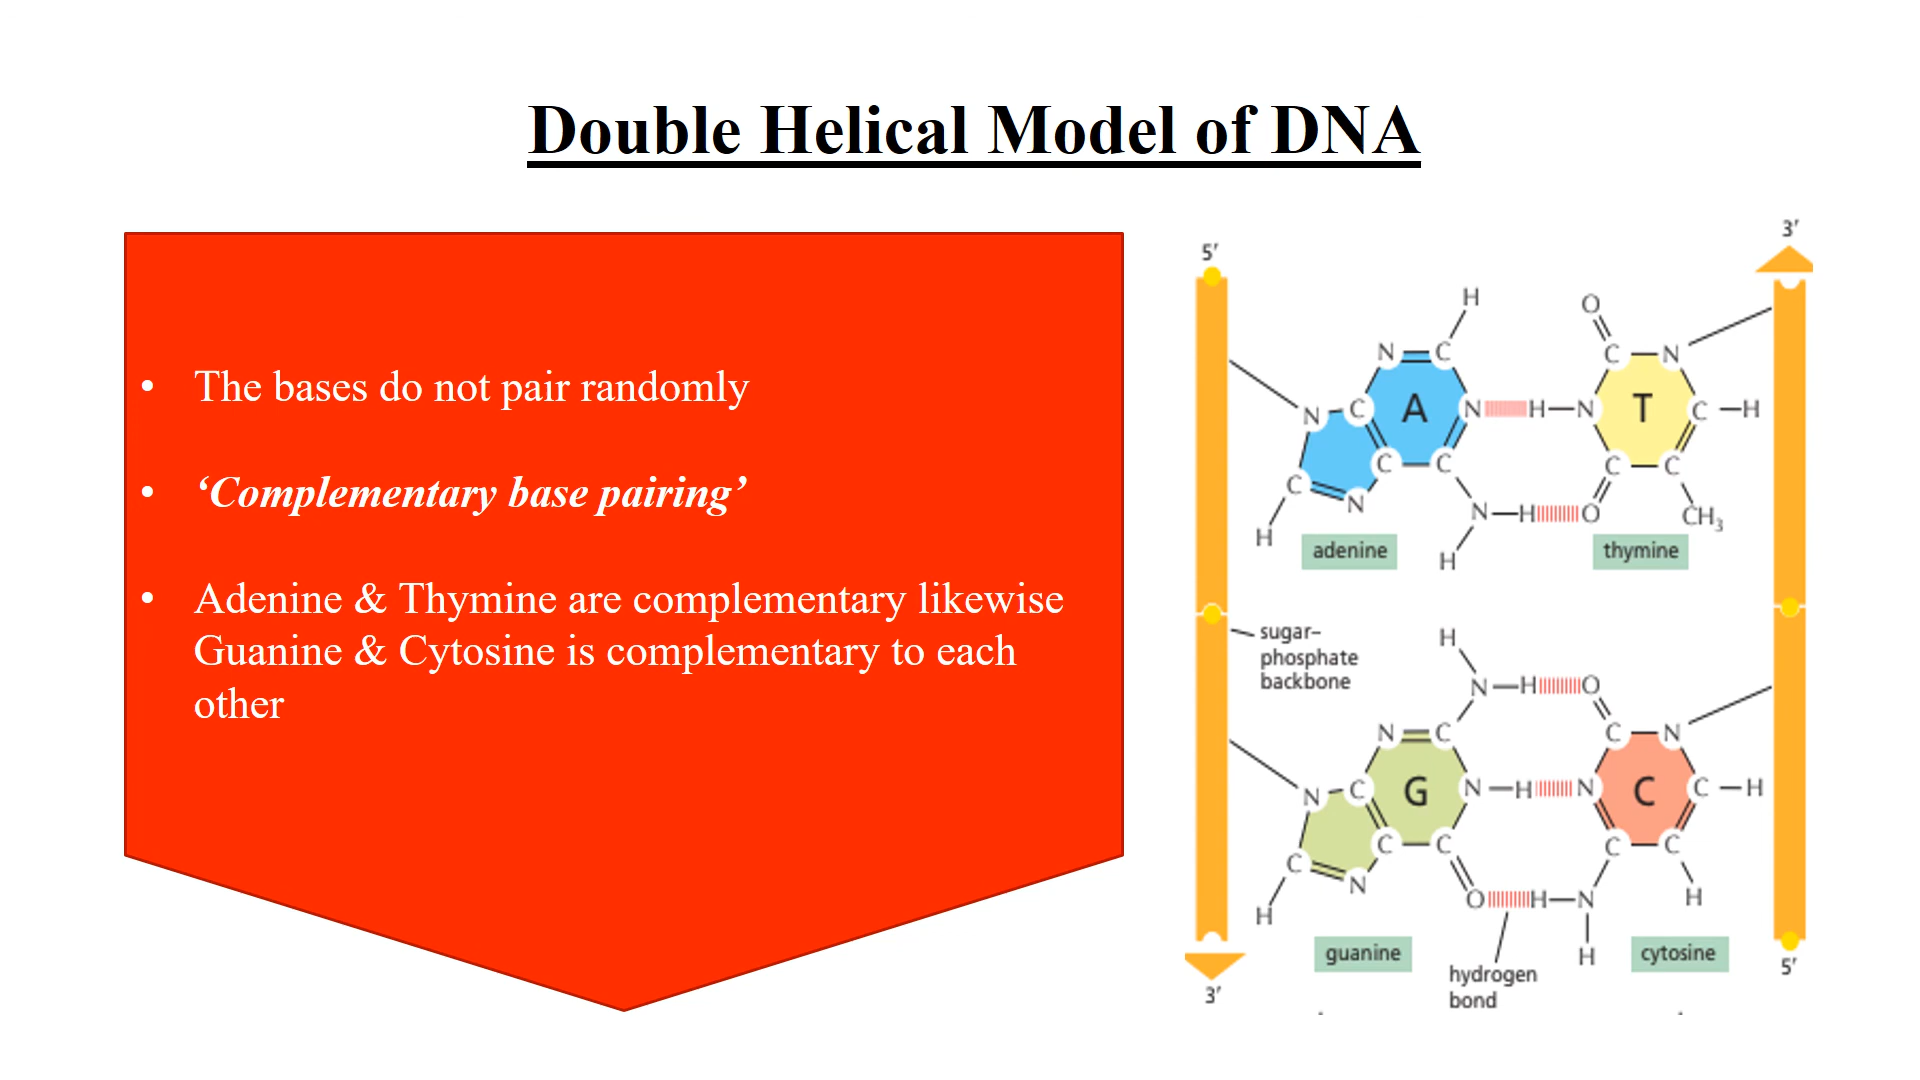 Double Helical Model of DNA
• The bases do not pair randomly
• ‘Complementary base pairing’
• Adenine & Thymine are complementary likewise
Guanine & Cytosine is complementary to each
other
5′
3′
H
O
N C
C N
N C A N H N T C H
C C
C C
C N
N H O
CH3
H
H
adenine
thymine
sugar–
phosphate
backbone
H
N H O
N C
C N
N C G N H N C C H
C C
C C
C N
O H N
H
H
H
guanine
cytosine
hydrogen
bond
3′
5′